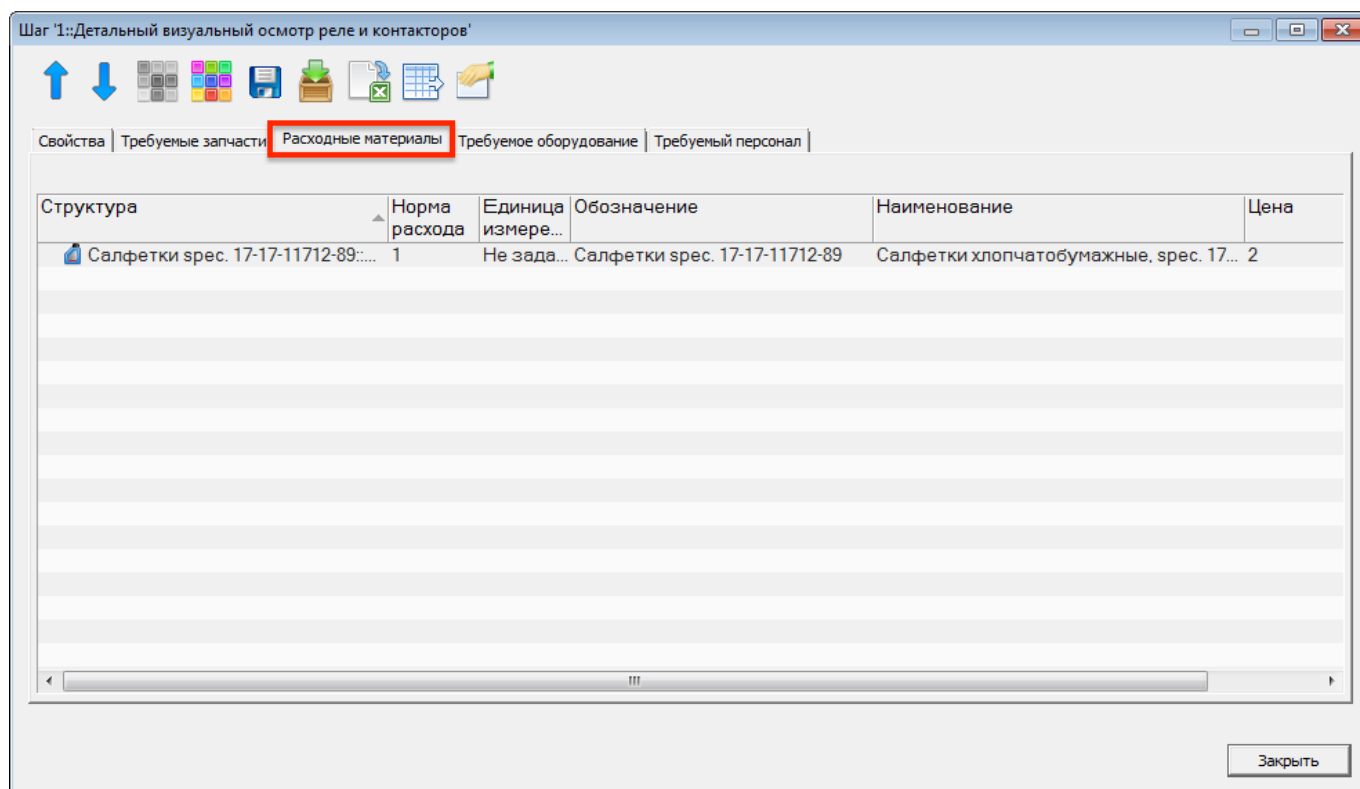 Шаг '1::Детальный визуальный осмотр реле и контакторов'
Свойства Требуемые запчасти Расходные материалы Требуемое оборудование Требуемый персонал
Структура Норма расхода Единица измере... Обозначение Наименование Цена
Салфетки spec. 17-17-11712-89::... 1 Не зада... Салфетки spec. 17-17-11712-89 Салфетки хлопчатобумажные, spec. 17... 2
Закрыть